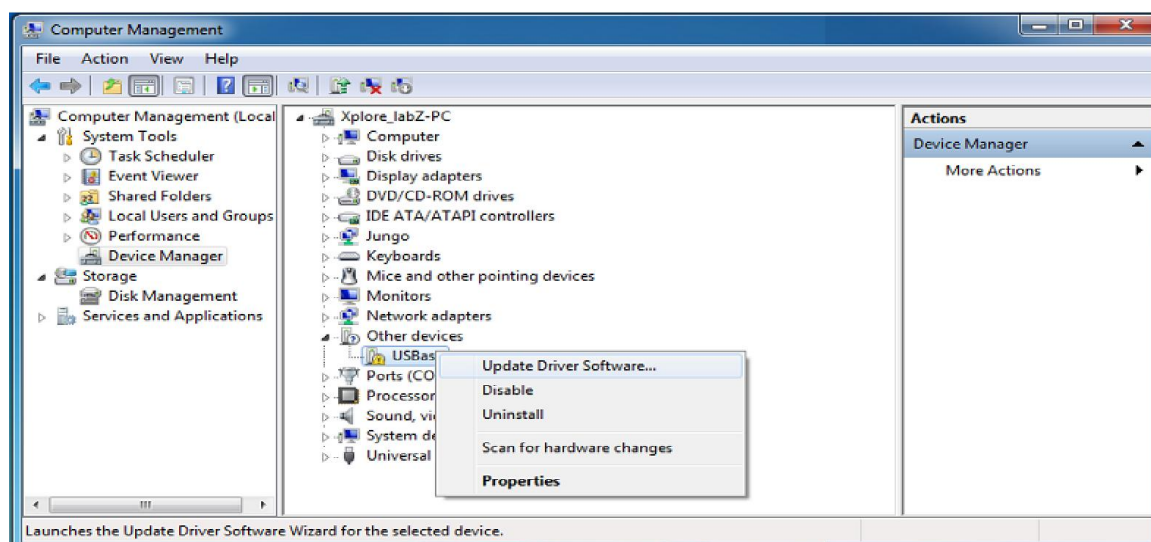 Computer Management
File Action View Help
Computer Management (Local
System Tools
Task Scheduler
Event Viewer
Shared Folders
Local Users and Groups
Performance
Device Manager
Storage
Disk Management
Services and Applications
Xplore_labZ-PC
Computer
Disk drives
Display adapters
DVD/CD-ROM drives
IDE ATA/ATAPI controllers
Jungo
Keyboards
Mice and other pointing devices
Monitors
Network adapters
Other devices
USBas
Ports (CO
Processor
Sound, vi
System de
Universal
Update Driver Software...
Disable
Uninstall
Scan for hardware changes
Properties
Actions
Device Manager
More Actions
Launches the Update Driver Software Wizard for the selected device.